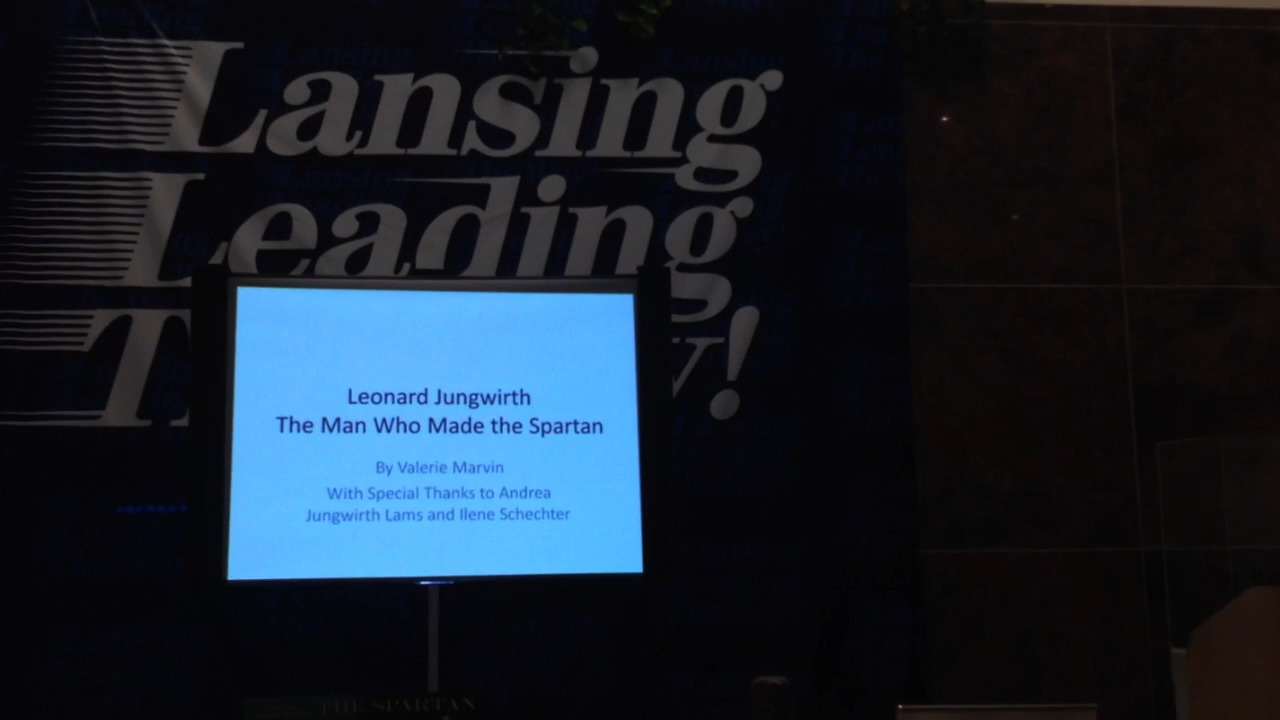 Lansing
Leading
Leonard Jungwirth
The Man Who Made the Spartan
By Valerie Marvin
With Special Thanks to Andrea
Jungwirth Lams and Ilene Schechter
THE SPARTAN